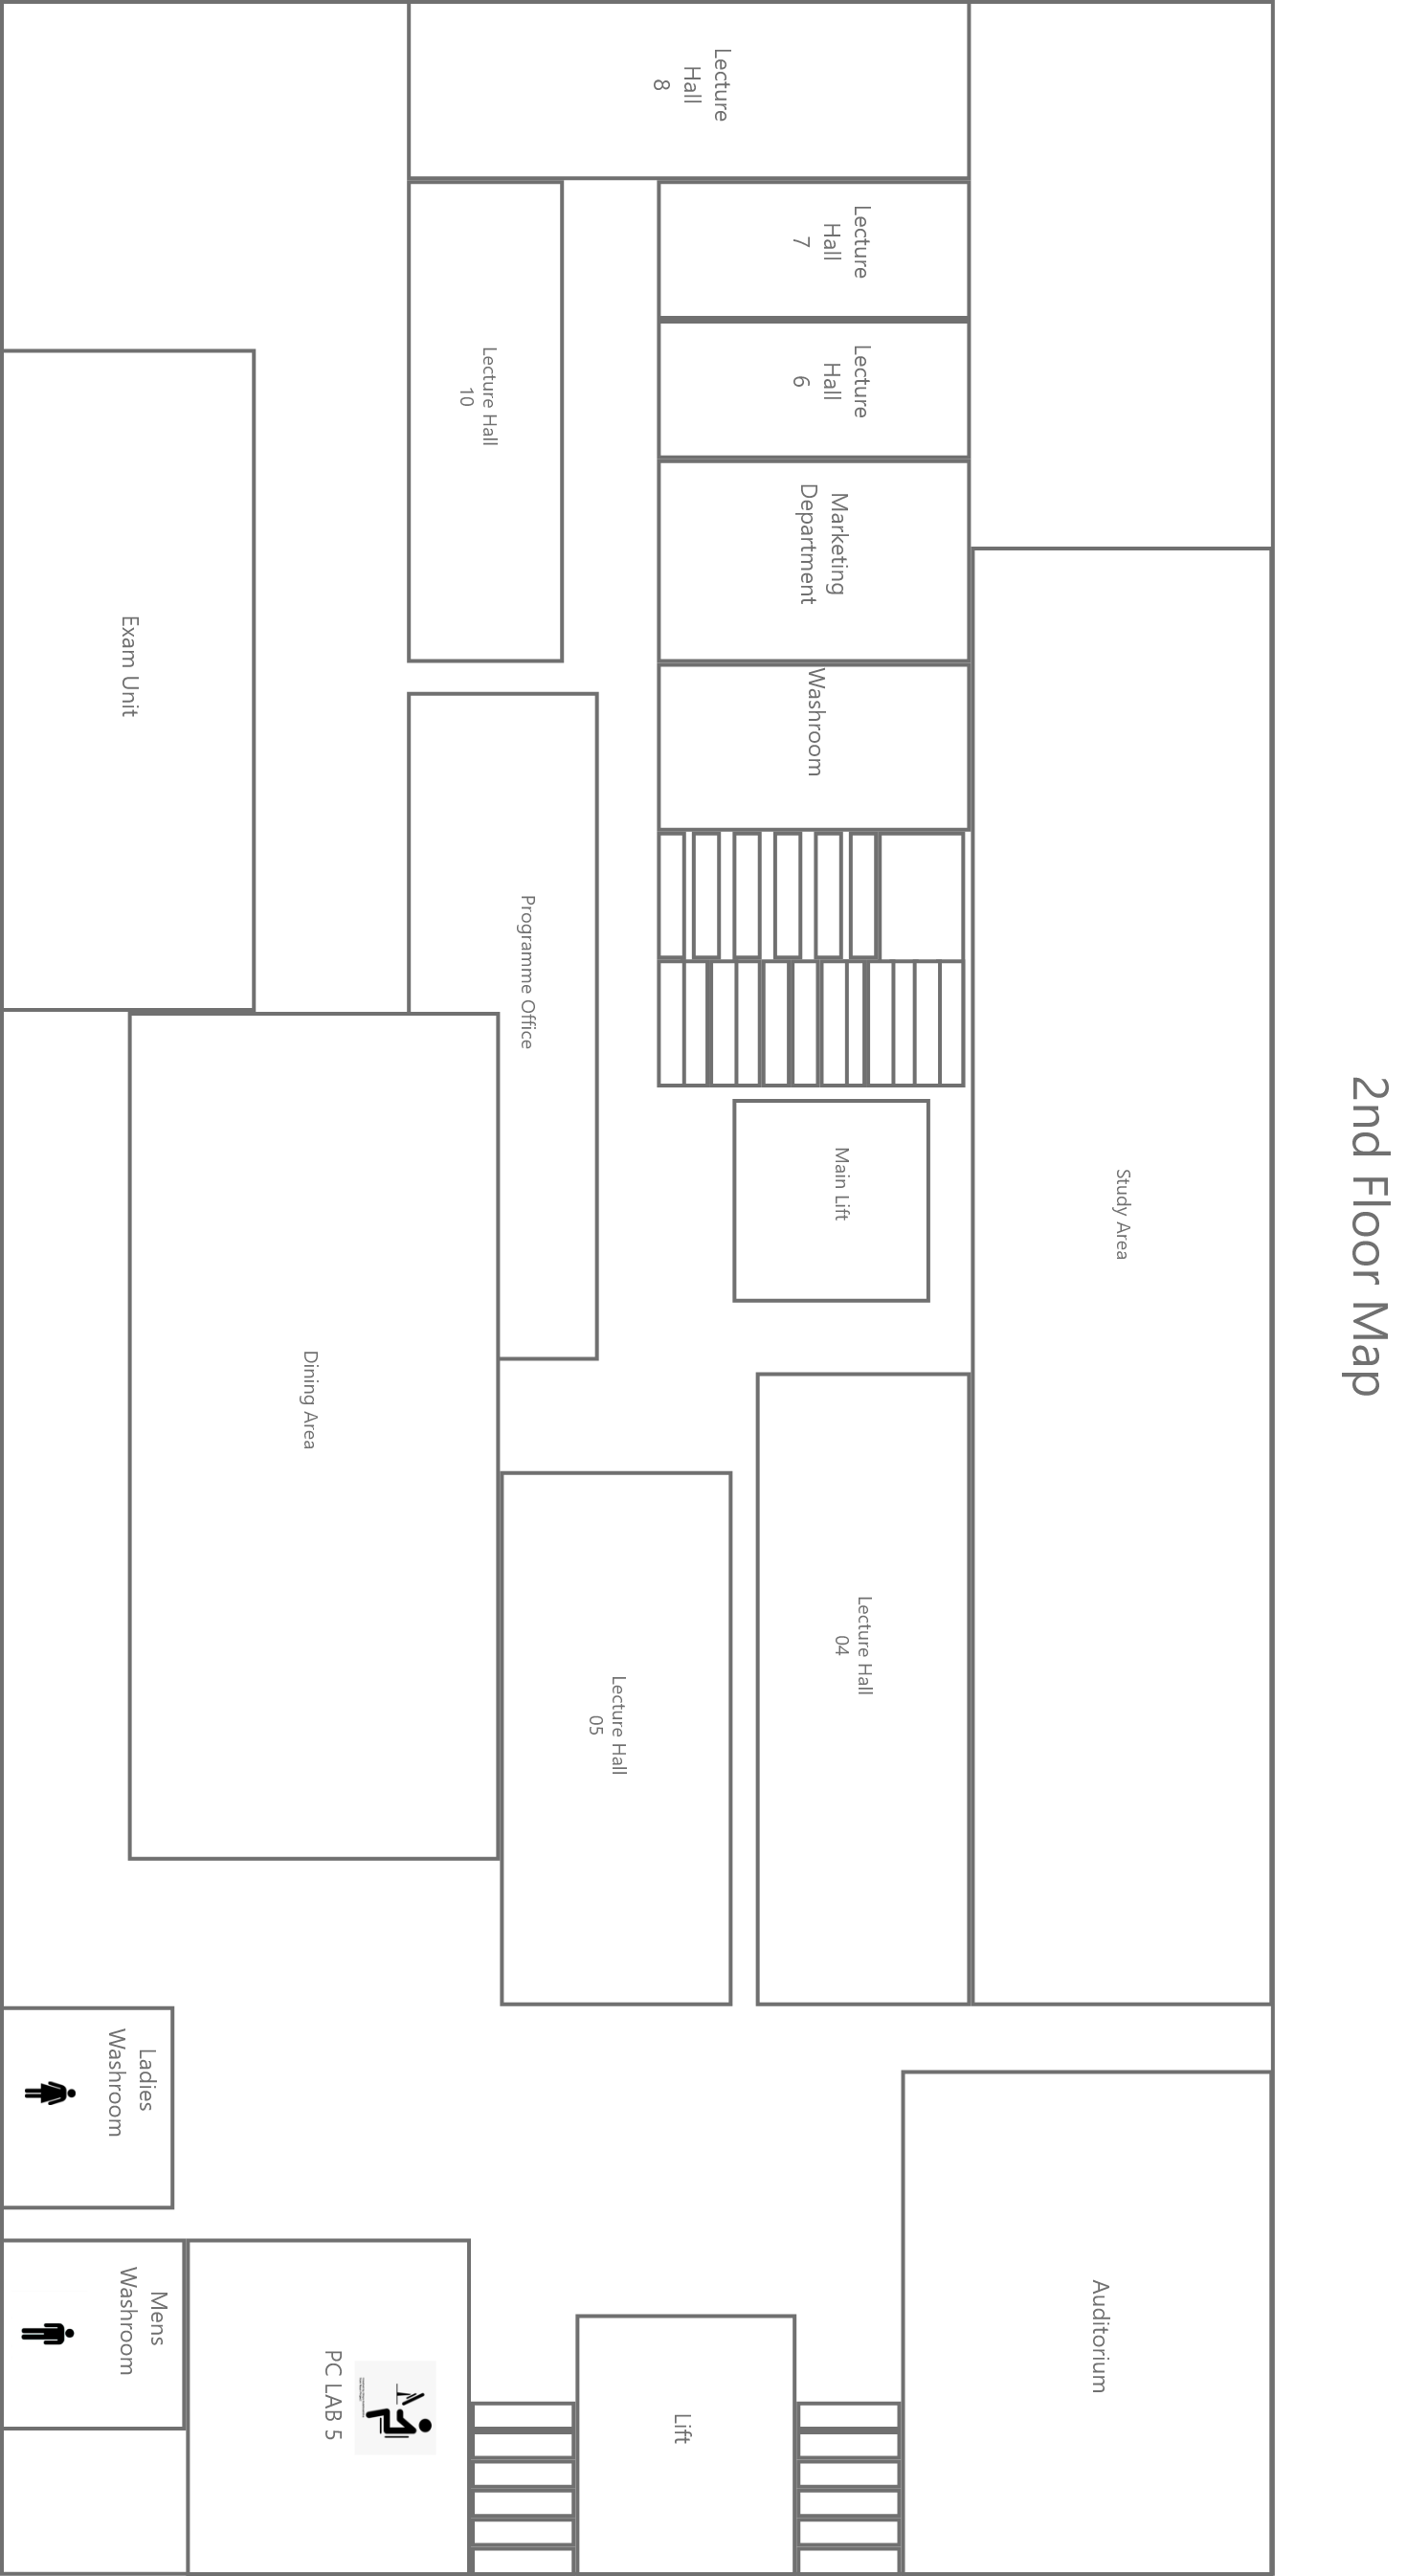 2nd Floor Map
Study Area
Auditorium
Lecture
Hall
7
Lecture
Hall
6
Marketing
Department
Washroom
Main Lift
Lecture Hall
04
Lecture
Hall
8
Lift
Lecture Hall
05
Programme Office
Lecture Hall
10
PC LAB 5
Dining Area
Mens
Washroom
Ladies
Washroom
Exam Unit